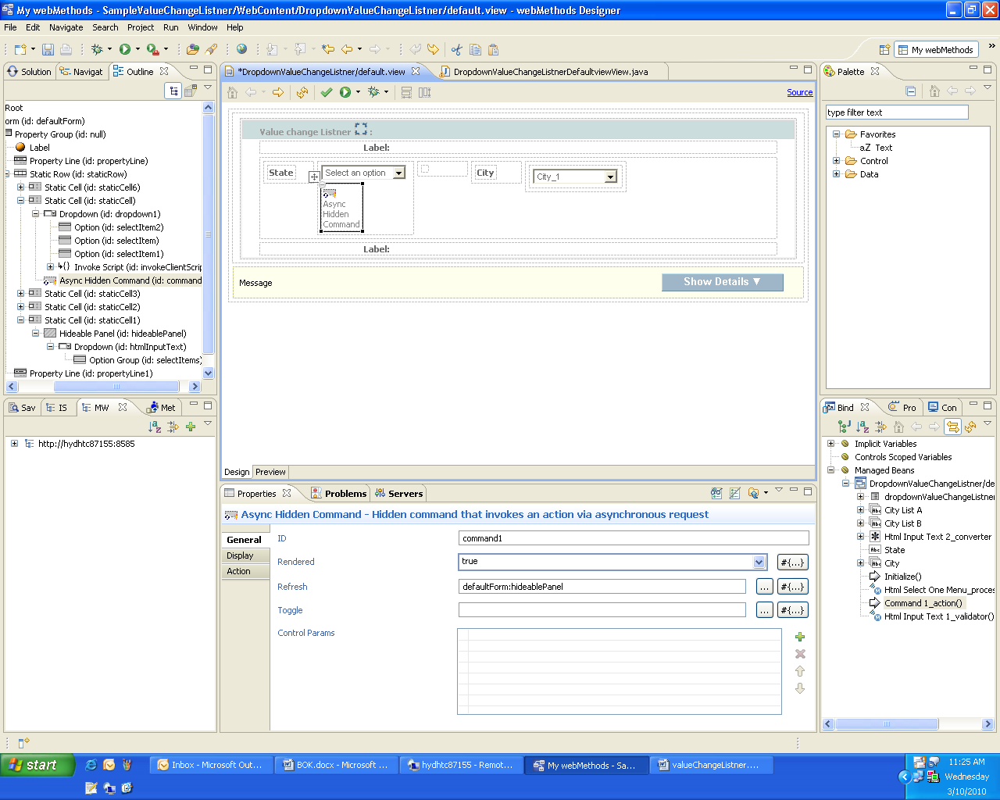 My webMethods - SampleValueChangeListner/WebContent/DropdownValueChangeListner/default.view - webMethods Designer
File Edit Navigate Search Project Run Window Help
My webMethods
Solution Navigat Outline
Root
orm (id: defaultForm)
Property Group (id: null)
Label
Property Line (id: propertyLine)
Static Row (id: staticRow)
Static Cell (id: staticCell6)
Static Cell (id: staticCell)
Dropdown (id: dropdown1)
Option (id: selectItem2)
Option (id: selectItem)
Option (id: selectItem1)
Invoke Script (id: invokeClientScrip
Async Hidden Command (id: command
Static Cell (id: staticCell3)
Static Cell (id: staticCell2)
Static Cell (id: staticCell1)
Hideable Panel (id: hideablePanel)
Dropdown (id: htmlInputText)
Option Group (id: selectItems)
Property Line (id: propertyLine1)
*DropdownValueChangeListner/default.view DropdownValueChangeListnerDefaultviewView.java
Source
Value change Listner :
Label:
State Select an option City City_1
Async
Hidden
Command
Label:
Message Show Details ▼
Design Preview
Palette
type filter text
Favorites
aZ Text
Control
Data
Sav IS MW Met
http://hydhtc87155:8585
Properties Problems Servers
Async Hidden Command - Hidden command that invokes an action via asynchronous request
General
Display
Action
ID command1
Rendered true #{...}
Refresh defaultForm:hideablePanel ... #{...}
Toggle ... #{...}
Control Params
Bind Pro Con
Implicit Variables
Controls Scoped Variables
Managed Beans
DropdownValueChangeListner/de
dropdownValueChangeListner
City List A
City List B
Html Input Text 2_converter
State
City
Initialize()
Html Select One Menu_proces
Command 1_action()
Html Input Text 1_validator()
start Inbox - Microsoft Out... BOK.docx - Microsoft ... hydhtc87155 - Remot... My webMethods - Sa... valueChangeListner....
11:25 AM
Wednesday
3/10/2010